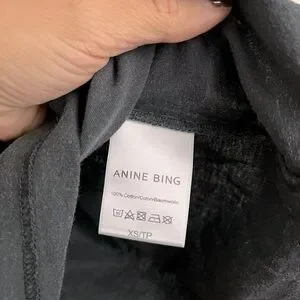 ANINE BING
100% Cotton/Coton/Baumwolle
XS/TP